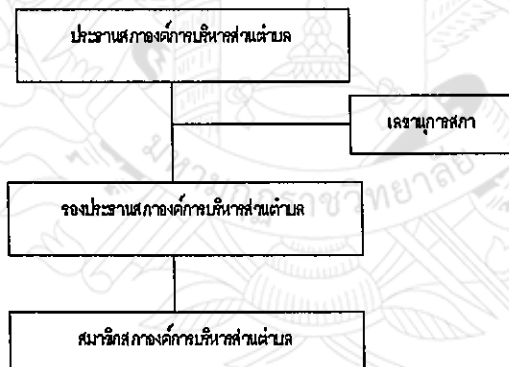 ประธานสภาองค์การบริหารส่วนตำบล
เลขานุการสภา
รองประธานสภาองค์การบริหารส่วนตำบล
สมาชิกสภาองค์การบริหารส่วนตำบล